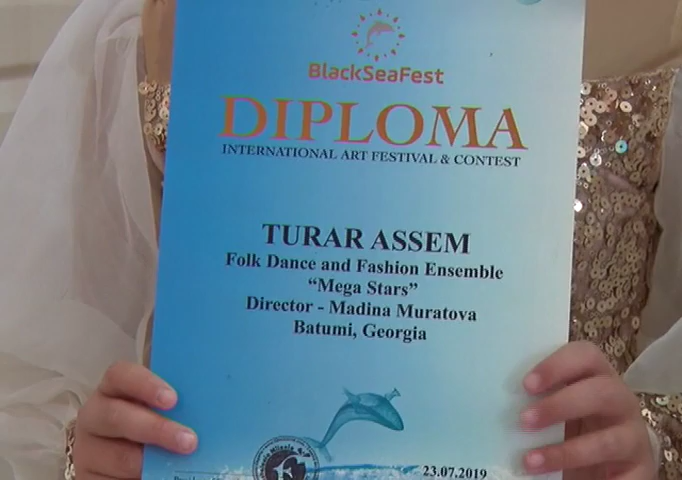 BlackSeaFest
DIPLOMA
INTERNATIONAL ART FESTIVAL & CONTEST
TURAR ASSEM
Folk Dance and Fashion Ensemble
“Mega Stars”
Director - Madina Muratova
Batumi, Georgia
23.07.2019